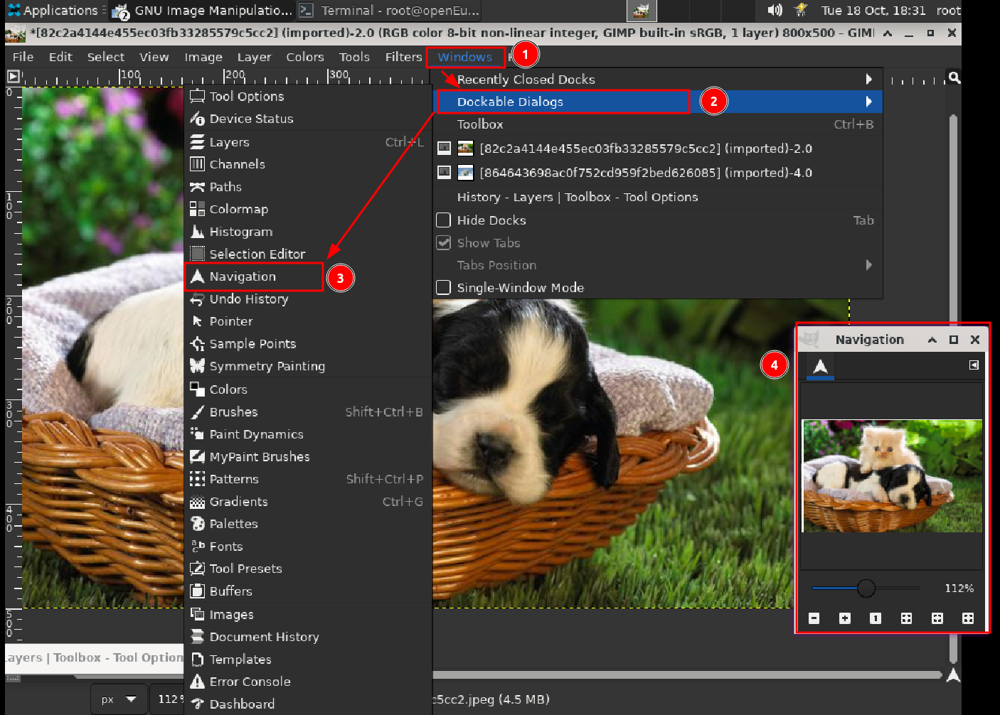 Applications
GNU Image Manipulatio...
Terminal - root@openEu...
Tue 18 Oct, 18:31
root
*[82c2a4144e455ec03fb33285579c5cc2] (imported)-2.0 (RGB color 8-bit non-linear integer, GIMP built-in sRGB, 1 layer) 800x500 – GIM
File Edit Select View Image Layer Colors Tools Filters Windows
1
100 200 300
Recently Closed Docks
Dockable Dialogs
2
Toolbox Ctrl+B
[82c2a4144e455ec03fb33285579c5cc2] (imported)-2.0
[864643698ac0f752cd959f2bed626085] (imported)-4.0
History - Layers | Toolbox - Tool Options
Hide Docks Tab
Show Tabs
Tabs Position
Single-Window Mode
0
100
200
300
400
500
Tool Options
Device Status
Layers Ctrl+L
Channels
Paths
Colormap
Histogram
Selection Editor
Navigation
3
Undo History
Pointer
Sample Points
Symmetry Painting
Colors
Brushes Shift+Ctrl+B
Paint Dynamics
MyPaint Brushes
Patterns Shift+Ctrl+P
Gradients Ctrl+G
Palettes
Fonts
Tool Presets
Buffers
Images
Document History
Templates
Error Console
Dashboard
Navigation
4
112%
ayers | Toolbox - Tool Option
px
112%
c5cc2.jpeg (4.5 MB)